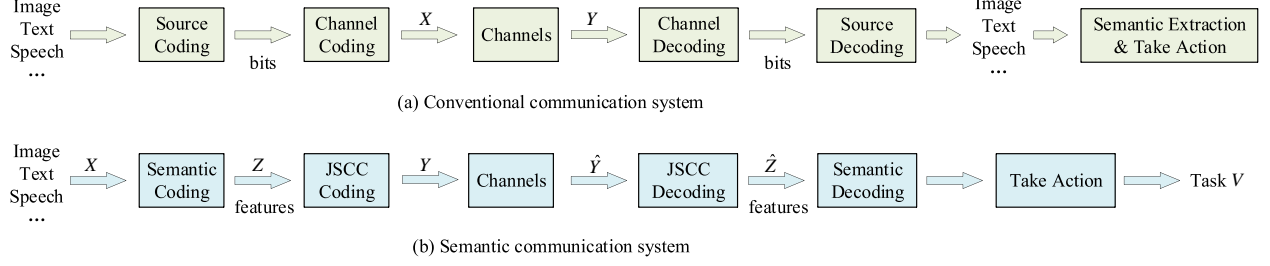 Image
Text
Speech
...
Source
Coding
bits
Channel
Coding
X
Channels
Y
Channel
Decoding
bits
Source
Decoding
Image
Text
Speech
...
Semantic Extraction
& Take Action
(a) Conventional communication system
Image
Text
Speech
...
X
Semantic
Coding
Z
features
JSCC
Coding
Y
Channels
Ŷ
JSCC
Decoding
Ẑ
features
Semantic
Decoding
Take Action
Task V
(b) Semantic communication system